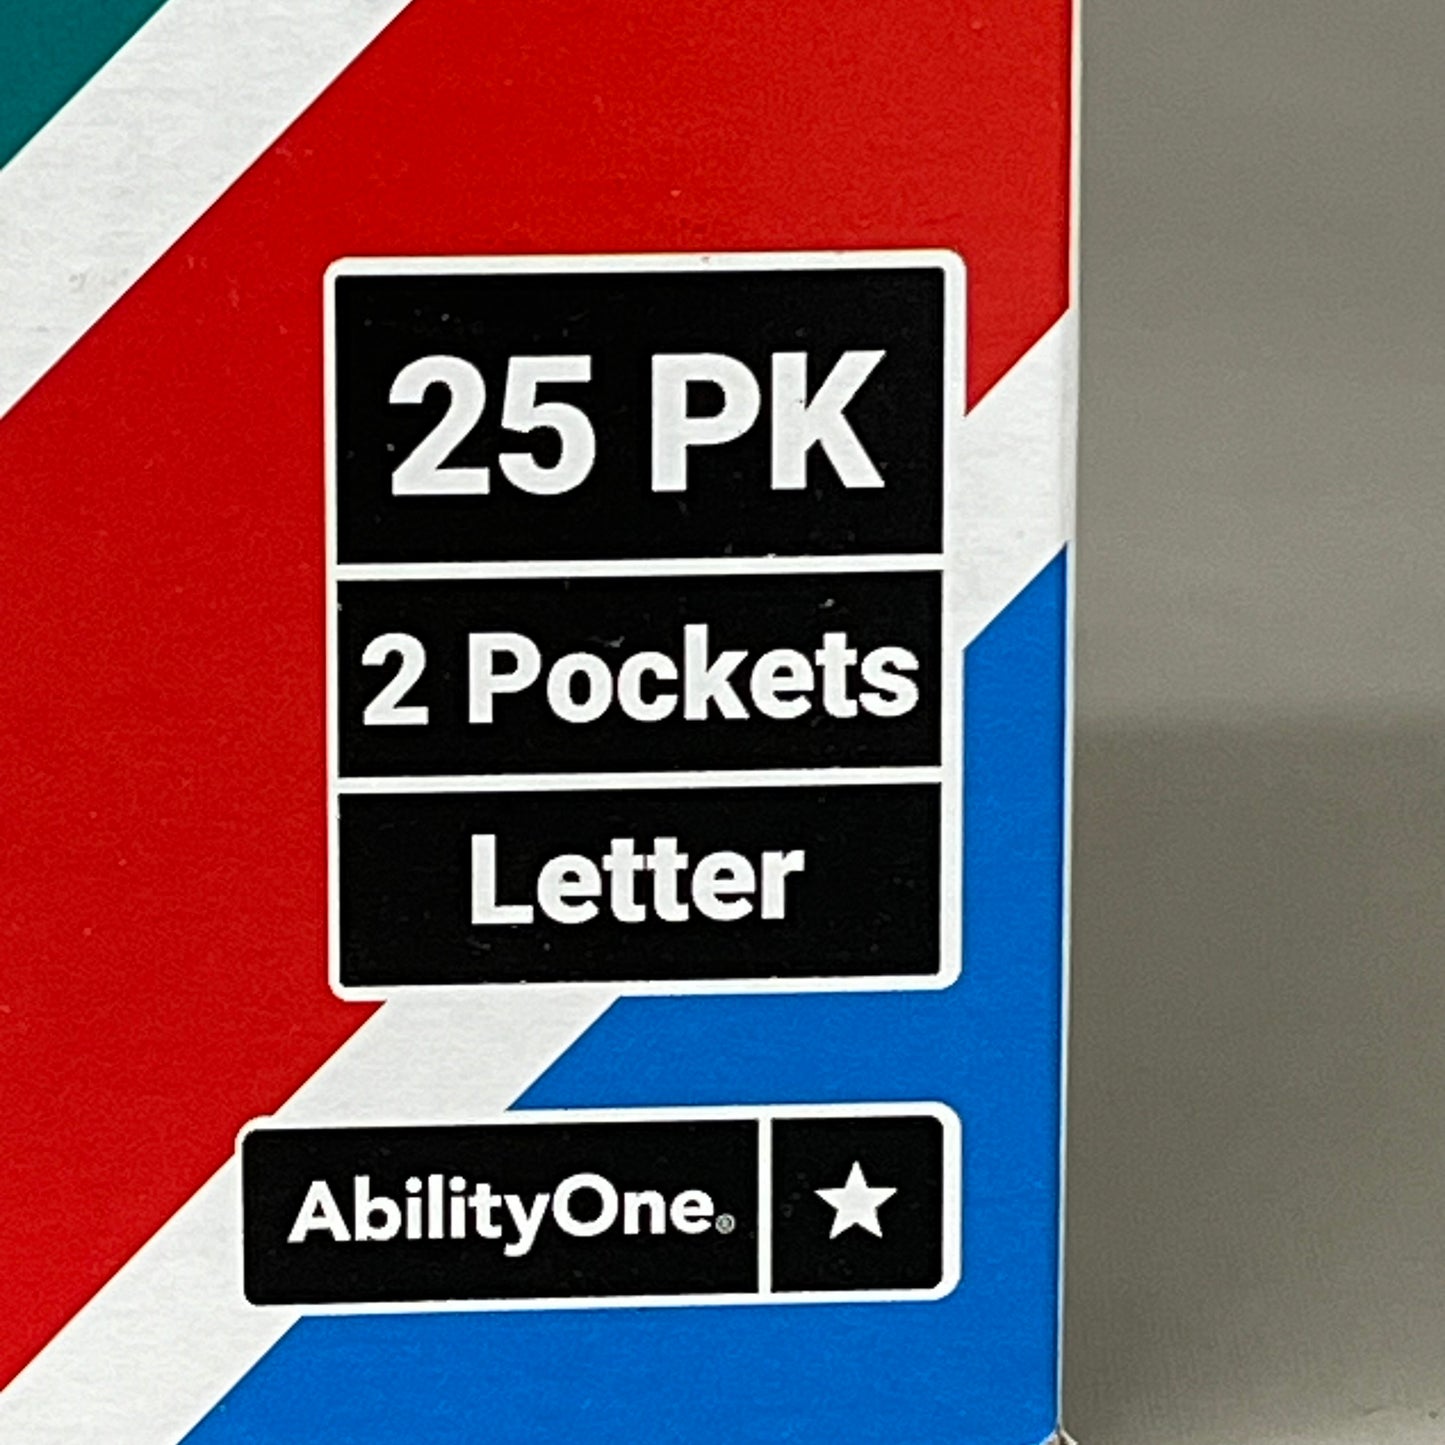 25 PK
2 Pockets
Letter
AbilityOne®